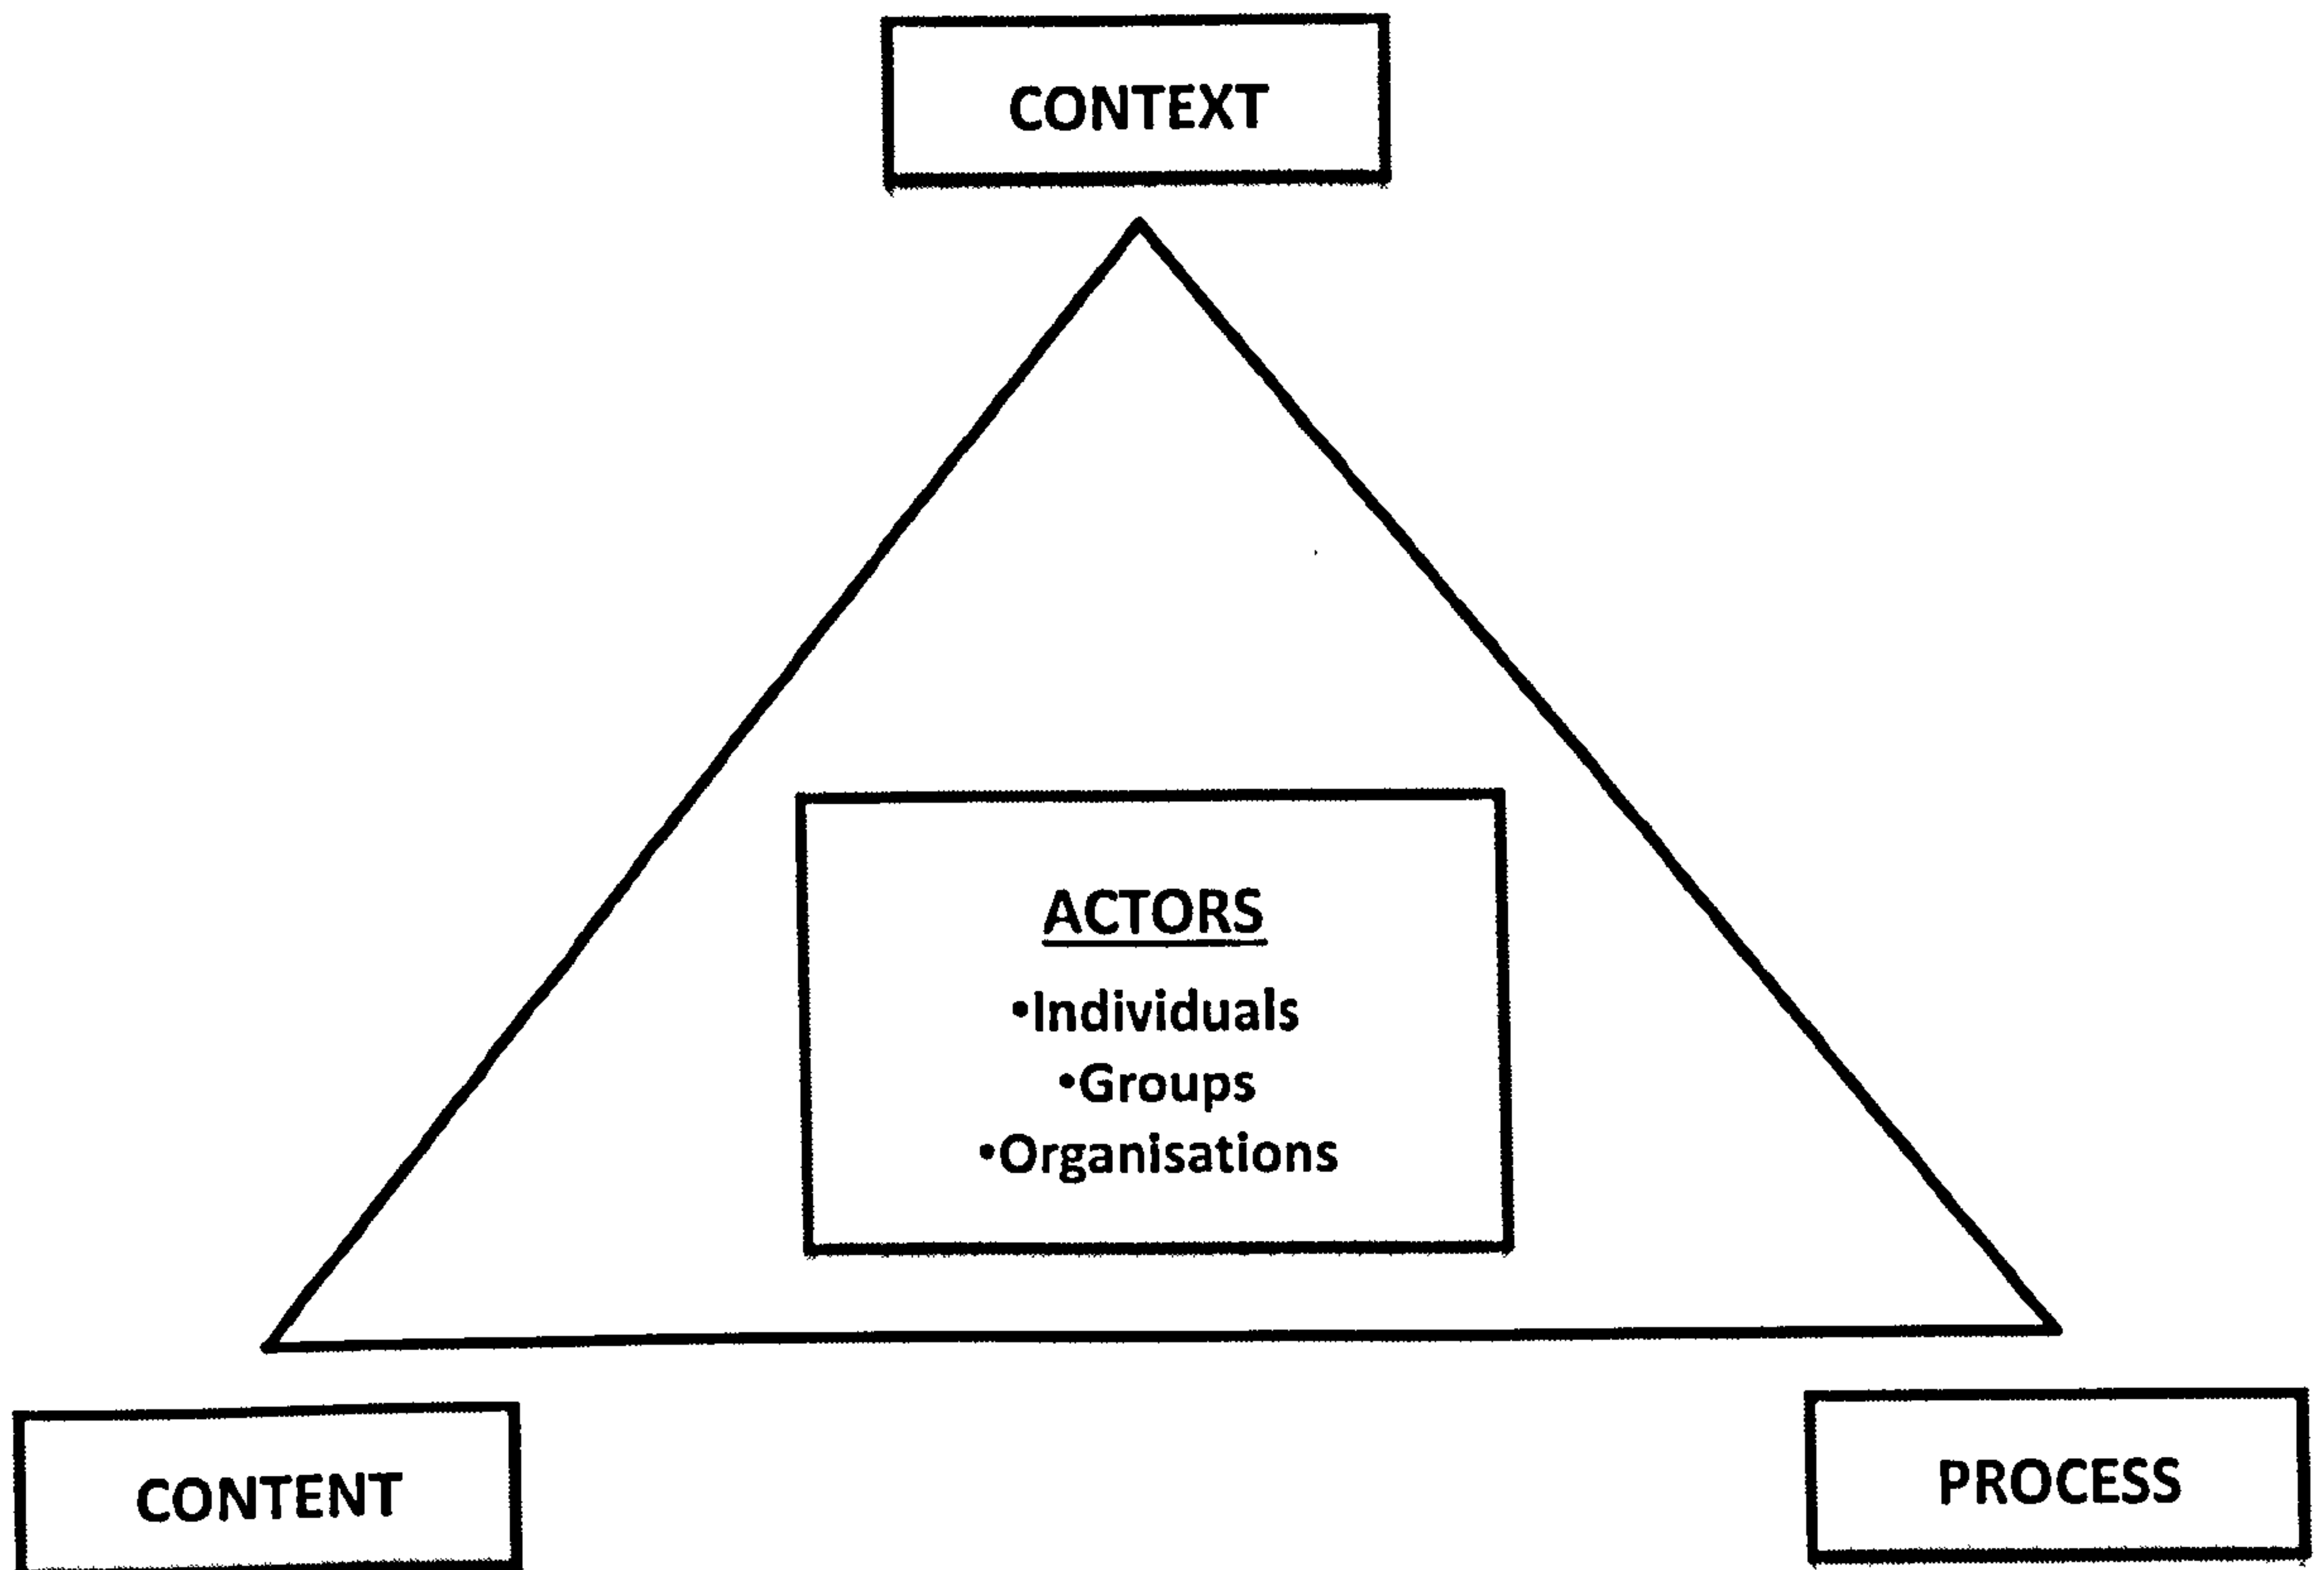 CONTEXT
ACTORS
•Individuals
•Groups
•Organisations
CONTENT
PROCESS